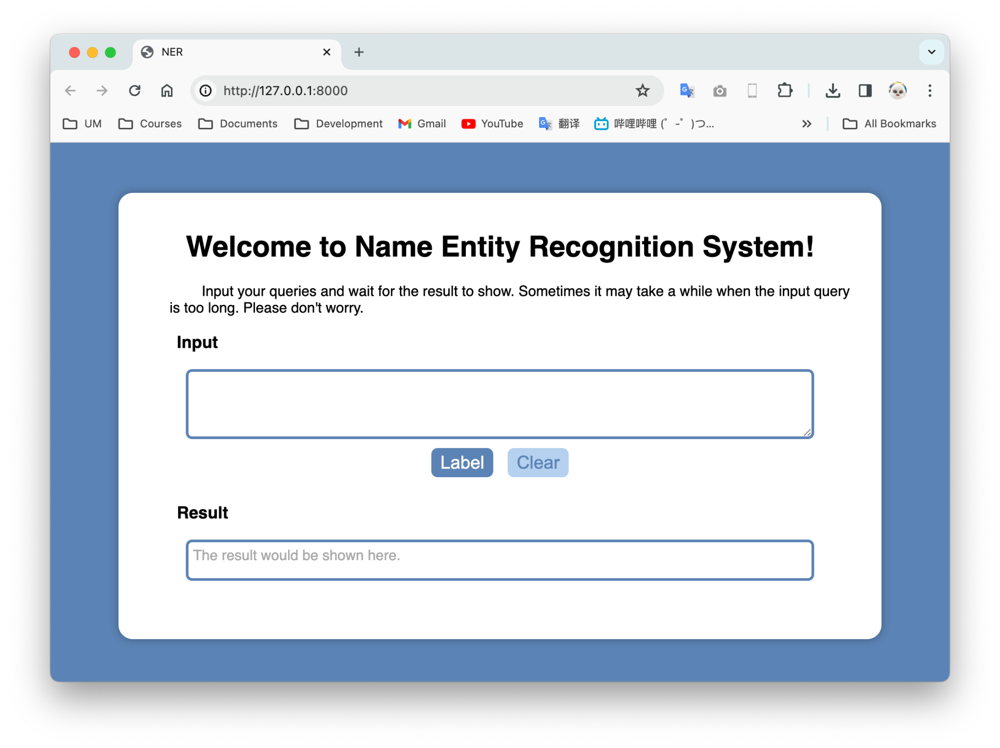 NER
http://127.0.0.1:8000
UM Courses Documents Development Gmail YouTube 翻译 哔哩哔哩 (゜-゜)つ... All Bookmarks
Welcome to Name Entity Recognition System!
Input your queries and wait for the result to show. Sometimes it may take a while when the input query
is too long. Please don't worry.
Input
Label Clear
Result
The result would be shown here.